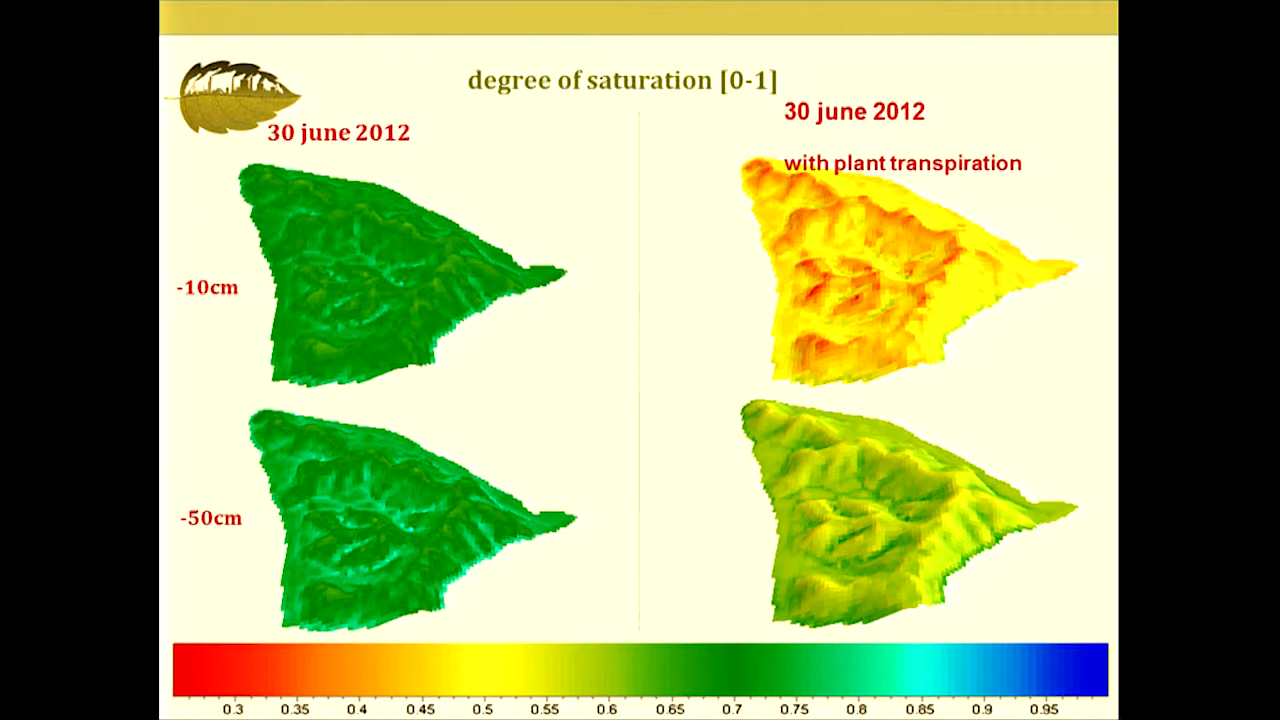 degree of saturation [0-1]
30 june 2012
30 june 2012
with plant transpiration
-10cm
-50cm
0.3 0.35 0.4 0.45 0.5 0.55 0.6 0.65 0.7 0.75 0.8 0.85 0.9 0.95